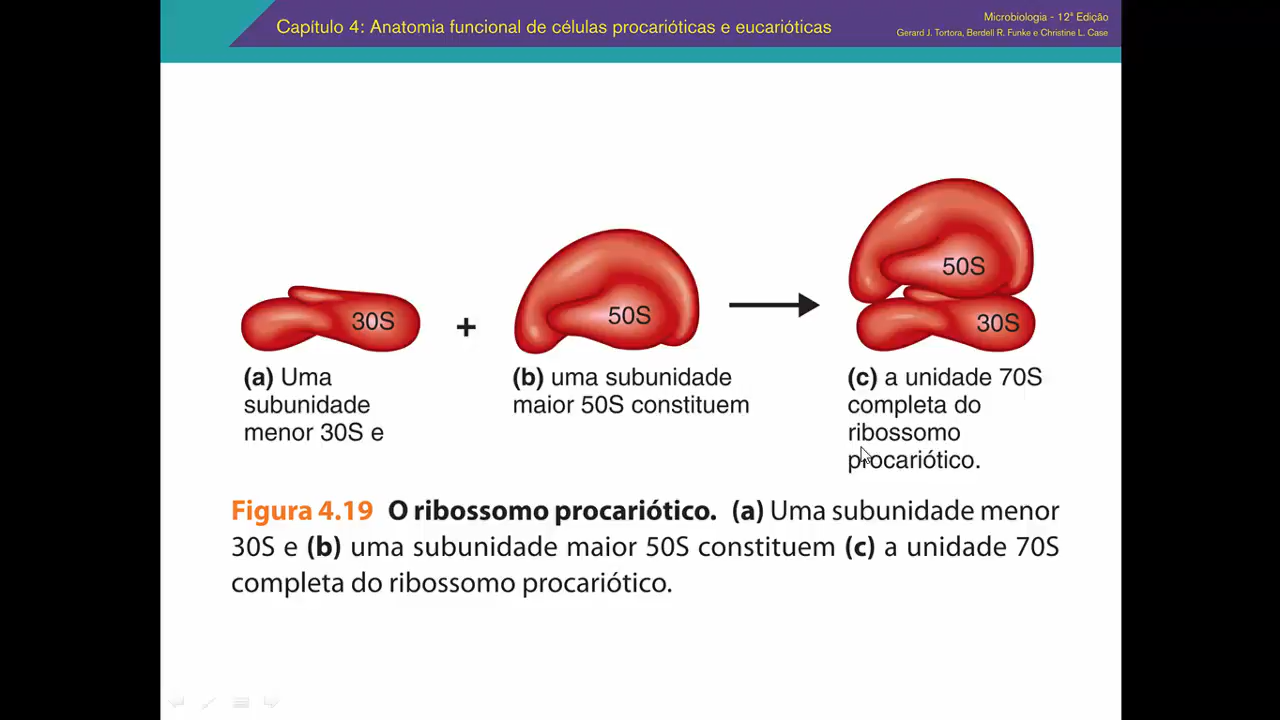 Capítulo 4: Anatomia funcional de células procarióticas e eucarióticas
Microbiologia - 12ª Edição
Gerard J. Tortora, Berdell R. Funke e Christine L. Case
30S
+
50S
50S
30S
(a) Uma
subunidade
menor 30S e
(b) uma subunidade
maior 50S constituem
(c) a unidade 70S
completa do
ribossomo
procariótico.
Figura 4.19 O ribossomo procariótico. (a) Uma subunidade menor
30S e (b) uma subunidade maior 50S constituem (c) a unidade 70S
completa do ribossomo procariótico.